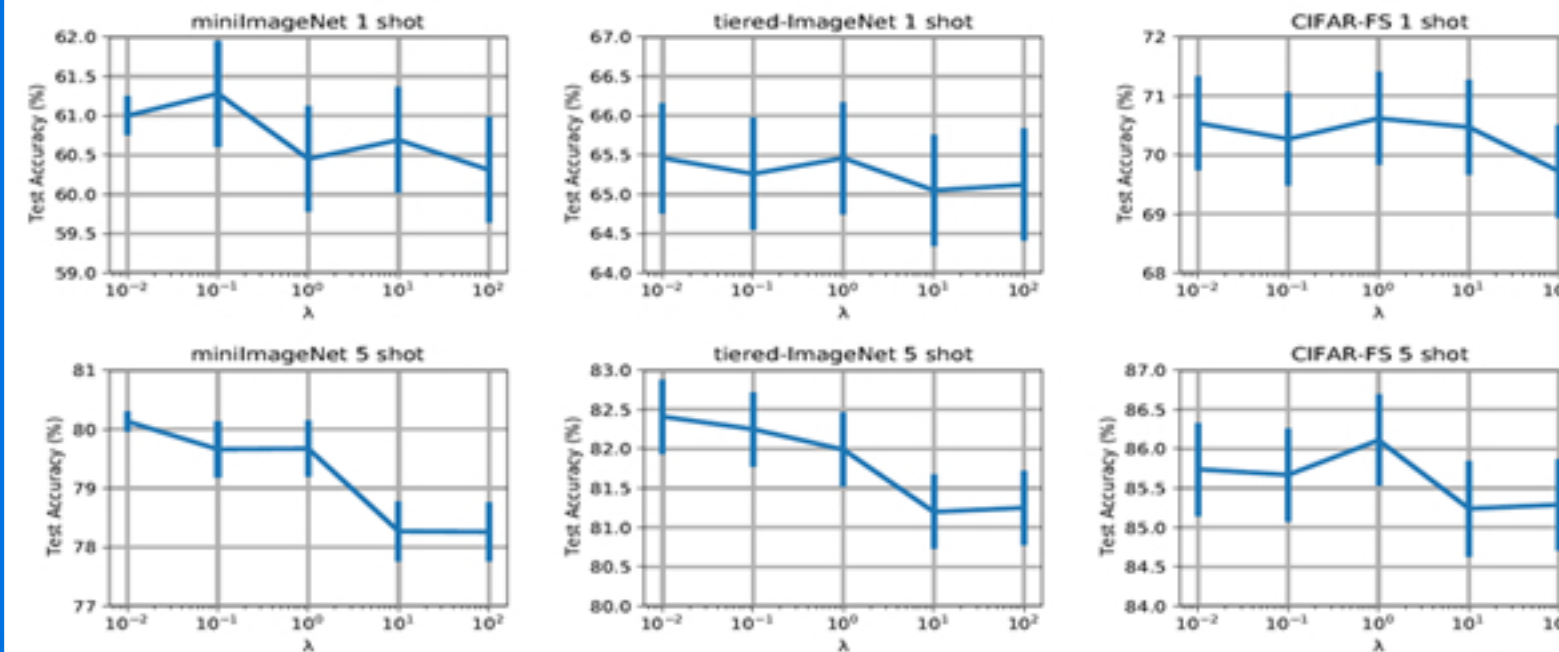 miniImageNet 1 shot
62.0
61.5
61.0
60.5
60.0
59.5
59.0
Test Accuracy (%)
10⁻² 10⁻¹ 10⁰ 10¹ 10²
λ
tiered-ImageNet 1 shot
67.0
66.5
66.0
65.5
65.0
64.5
64.0
Test Accuracy (%)
10⁻² 10⁻¹ 10⁰ 10¹ 10²
λ
CIFAR-FS 1 shot
72
71
70
69
68
Test Accuracy (%)
10⁻² 10⁻¹ 10⁰ 10¹
λ
miniImageNet 5 shot
81
80
79
78
77
Test Accuracy (%)
10⁻² 10⁻¹ 10⁰ 10¹ 10²
λ
tiered-ImageNet 5 shot
83.0
82.5
82.0
81.5
81.0
80.5
80.0
Test Accuracy (%)
10⁻² 10⁻¹ 10⁰ 10¹ 10²
λ
CIFAR-FS 5 shot
87.0
86.5
86.0
85.5
85.0
84.5
84.0
Test Accuracy (%)
10⁻² 10⁻¹ 10⁰ 10¹
λ